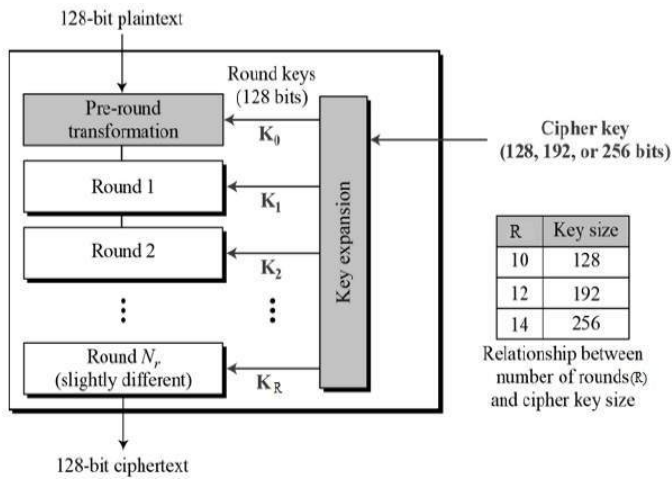 128-bit plaintext
Round keys
(128 bits)
Pre-round
transformation
K0
Cipher key
(128, 192, or 256 bits)
Round 1
K1
Round 2
K2
Key expansion
R Key size
10 128
12 192
14 256
Round Nr
(slightly different)
KR
Relationship between
number of rounds(R)
and cipher key size
128-bit ciphertext